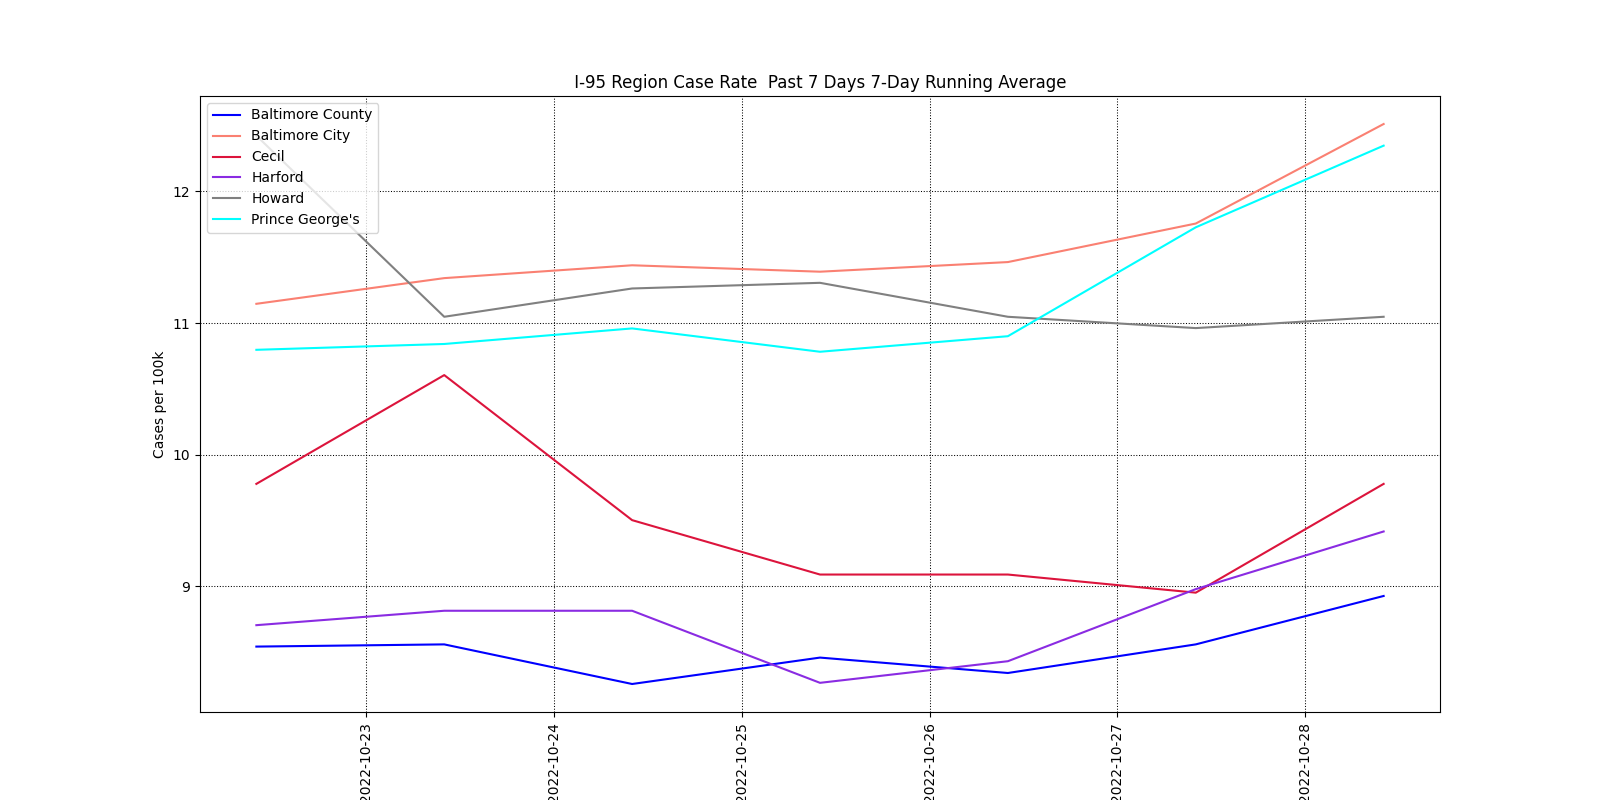 I-95 Region Case Rate  Past 7 Days 7-Day Running Average
Baltimore County
Baltimore City
Cecil
Harford
Howard
Prince George's
Cases per 100k
12
11
10
9
2022-10-23
2022-10-24
2022-10-25
2022-10-26
2022-10-27
2022-10-28